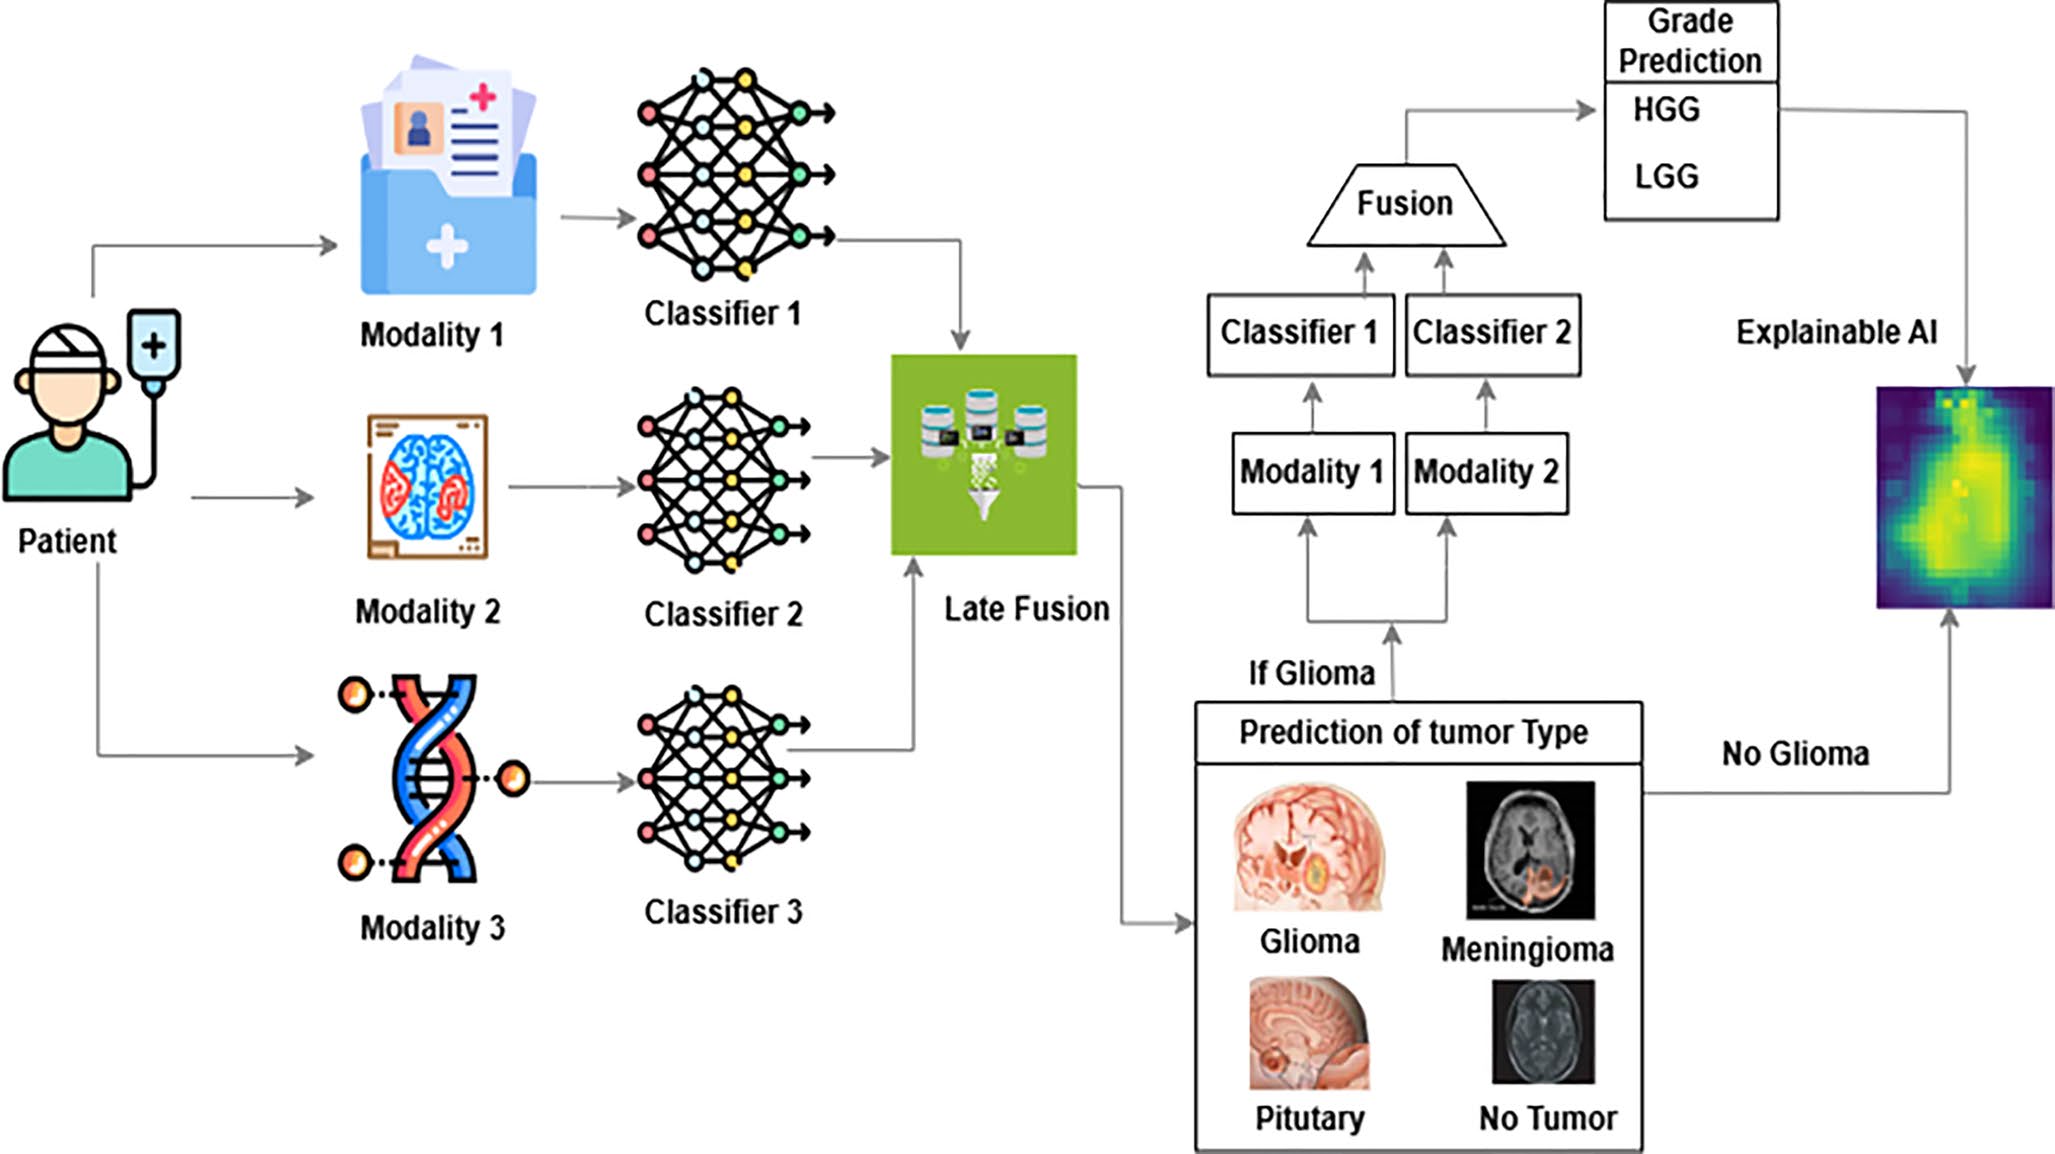 Patient
Modality 1
Classifier 1
Modality 2
Classifier 2
Modality 3
Classifier 3
Late Fusion
Prediction of tumor Type
Glioma
Meningioma
Pitutary
No Tumor
If Glioma
No Glioma
Modality 1
Modality 2
Classifier 1
Classifier 2
Fusion
Grade
Prediction
HGG
LGG
Explainable AI